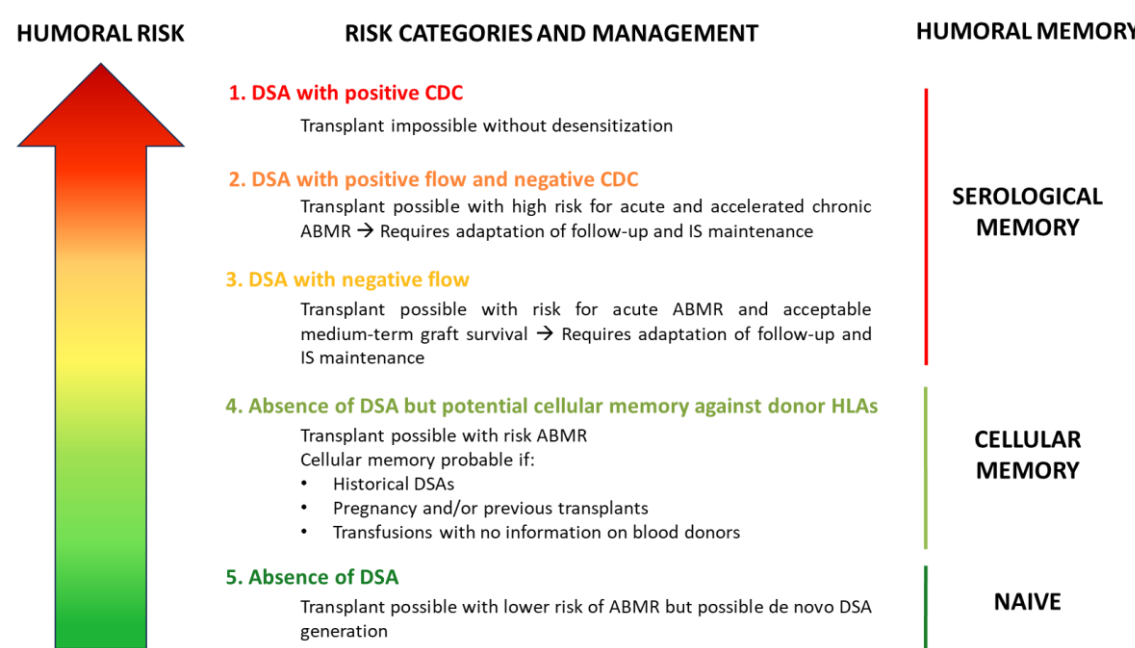 HUMORAL RISK
RISK CATEGORIES AND MANAGEMENT
HUMORAL MEMORY
1. DSA with positive CDC
Transplant impossible without desensitization
2. DSA with positive flow and negative CDC
Transplant possible with high risk for acute and accelerated chronic
ABMR → Requires adaptation of follow-up and IS maintenance
3. DSA with negative flow
Transplant possible with risk for acute ABMR and acceptable
medium-term graft survival → Requires adaptation of follow-up and
IS maintenance
SEROLOGICAL
MEMORY
4. Absence of DSA but potential cellular memory against donor HLAs
Transplant possible with risk ABMR
Cellular memory probable if:
• Historical DSAs
• Pregnancy and/or previous transplants
• Transfusions with no information on blood donors
CELLULAR
MEMORY
5. Absence of DSA
Transplant possible with lower risk of ABMR but possible de novo DSA
generation
NAIVE